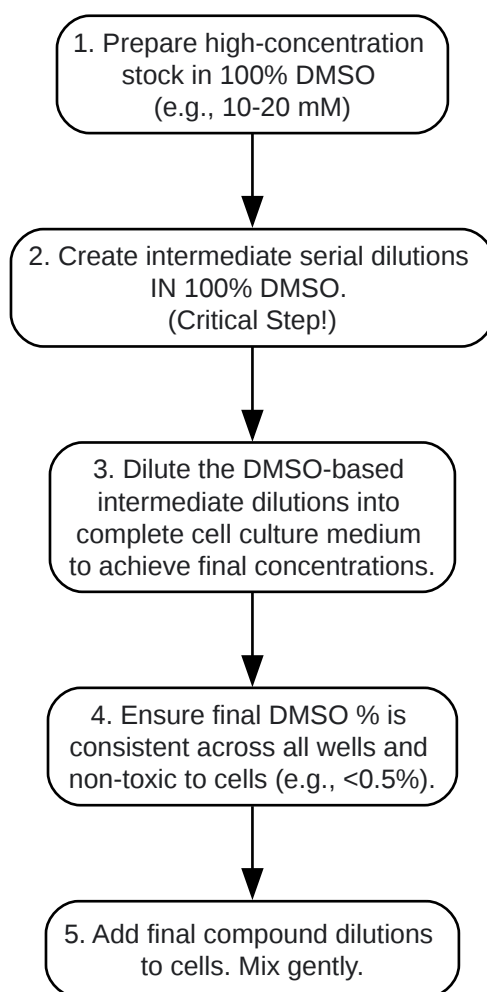 1. Prepare high-concentration
stock in 100% DMSO
(e.g., 10-20 mM)
2. Create intermediate serial dilutions
IN 100% DMSO.
(Critical Step!)
3. Dilute the DMSO-based
intermediate dilutions into
complete cell culture medium
to achieve final concentrations.
4. Ensure final DMSO % is
consistent across all wells and
non-toxic to cells (e.g., <0.5%).
5. Add final compound dilutions
to cells. Mix gently.